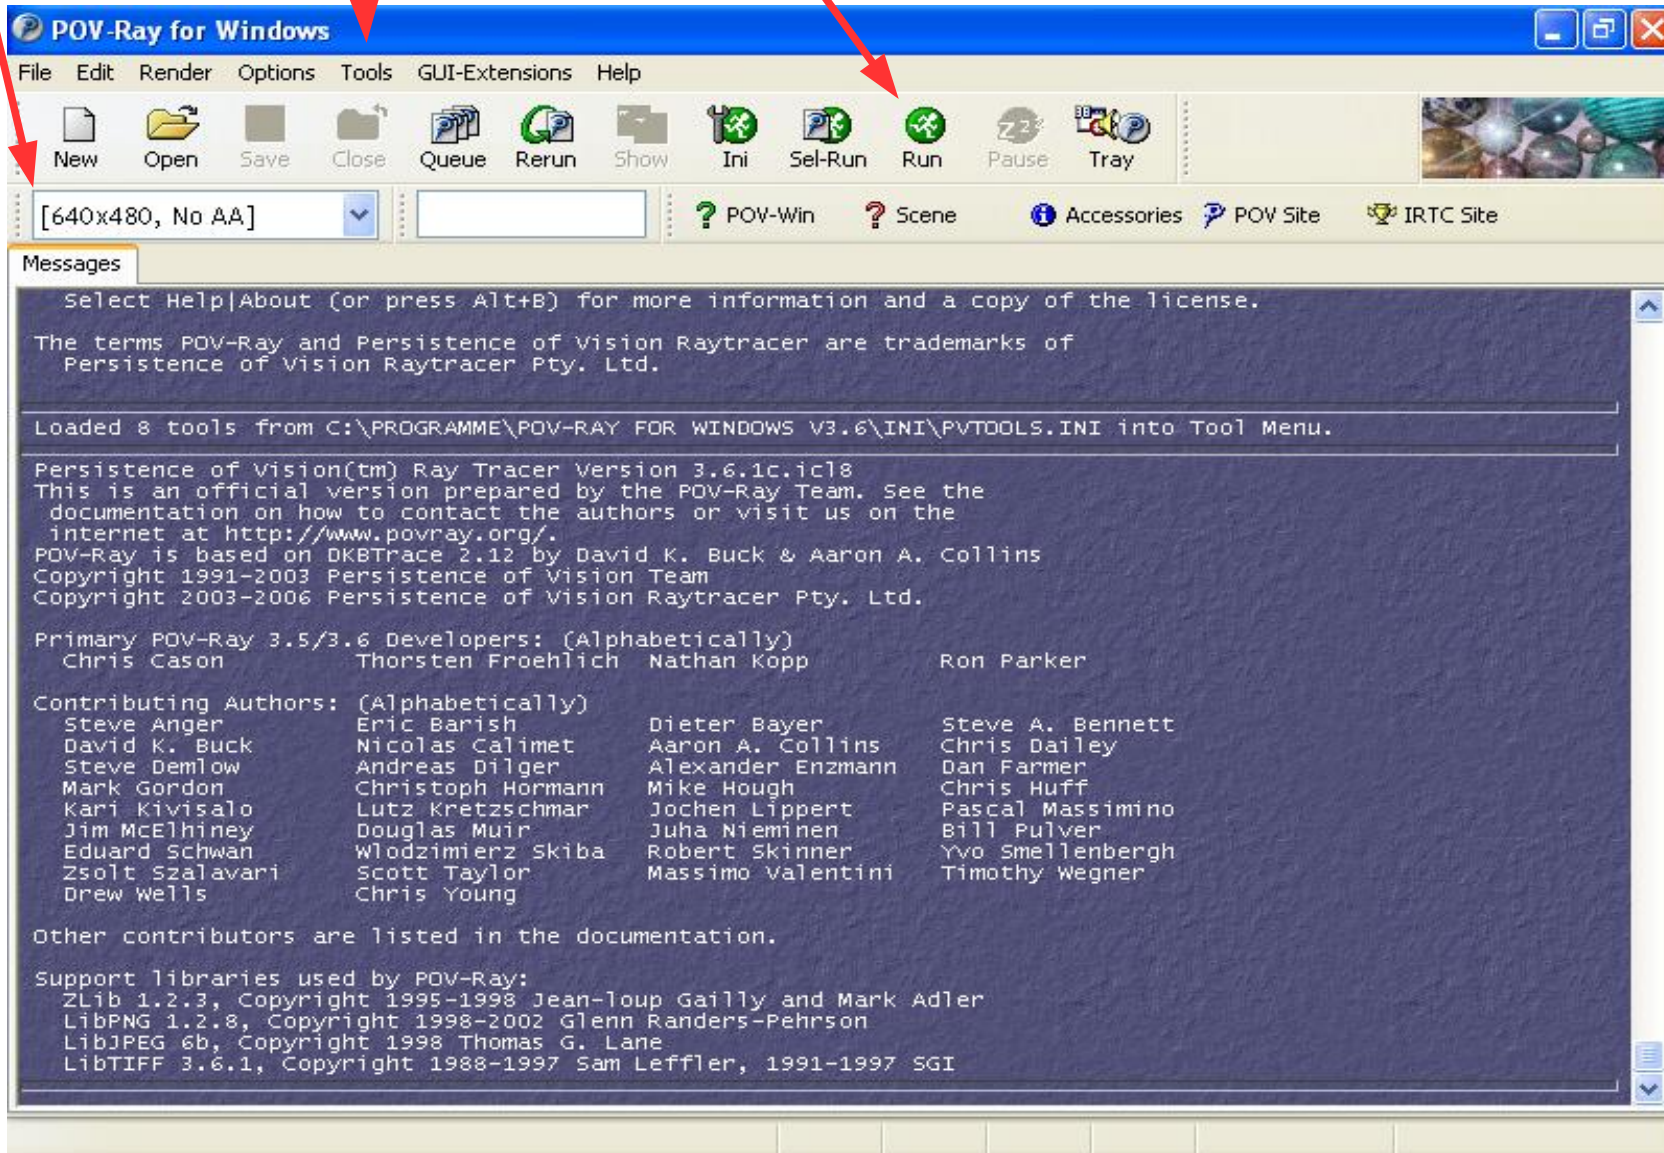 POV-Ray for Windows
File Edit Render Options Tools GUI-Extensions Help
New Open Save Close Queue Rerun Show Ini Sel-Run Run Pause Tray
[640x480, No AA] ? POV-Win ? Scene Accessories POV Site IRTC Site
Messages
Select Help|About (or press Alt+B) for more information and a copy of the license.
The terms POV-Ray and Persistence of Vision Raytracer are trademarks of
Persistence of Vision Raytracer Pty. Ltd.
Loaded 8 tools from C:\PROGRAMME\POV-RAY FOR WINDOWS V3.6\INI\PVTOOLS.INI into Tool Menu.
Persistence of Vision(tm) Ray Tracer Version 3.6.1c.icl8
This is an official version prepared by the POV-Ray Team. See the
documentation on how to contact the authors or visit us on the
internet at http://www.povray.org/.
POV-Ray is based on DKBTrace 2.12 by David K. Buck & Aaron A. Collins
Copyright 1991-2003 Persistence of Vision Team
Copyright 2003-2006 Persistence of Vision Raytracer Pty. Ltd.
Primary POV-Ray 3.5/3.6 Developers: (Alphabetically)
Chris Cason Thorsten Froehlich Nathan Kopp Ron Parker
Contributing Authors: (Alphabetically)
Steve Anger Eric Barish Dieter Bayer Steve A. Bennett
David K. Buck Nicolas Calimet Aaron A. Collins Chris Dailey
Steve Demlow Andreas Dilger Alexander Enzmann Dan Farmer
Mark Gordon Christoph Hormann Mike Hough Chris Huff
Kari Kivisalo Lutz Kretzschmar Jochen Lippert Pascal Massimino
Jim McElhiney Douglas Muir Juha Nieminen Bill Pulver
Eduard Schwan Wlodzimierz Skiba Robert Skinner Yvo Smellenbergh
Zsolt Szalavari Scott Taylor Massimo Valentini Timothy Wegner
Drew Wells Chris Young
Other contributors are listed in the documentation.
Support libraries used by POV-Ray:
ZLib 1.2.3, Copyright 1995-1998 Jean-loup Gailly and Mark Adler
LibPNG 1.2.8, Copyright 1998-2002 Glenn Randers-Pehrson
LibJPEG 6b, Copyright 1998 Thomas G. Lane
LibTIFF 3.6.1, Copyright 1988-1997 Sam Leffler, 1991-1997 SGI